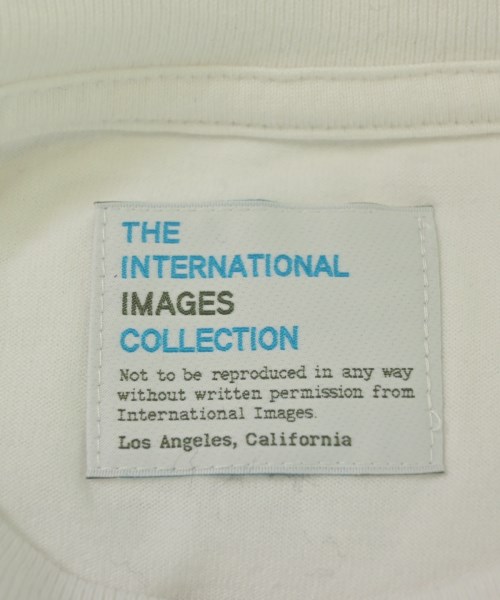 THE
INTERNATIONAL
IMAGES
COLLECTION
Not to be reproduced in any way
without written permission from
International Images.
Los Angeles, California